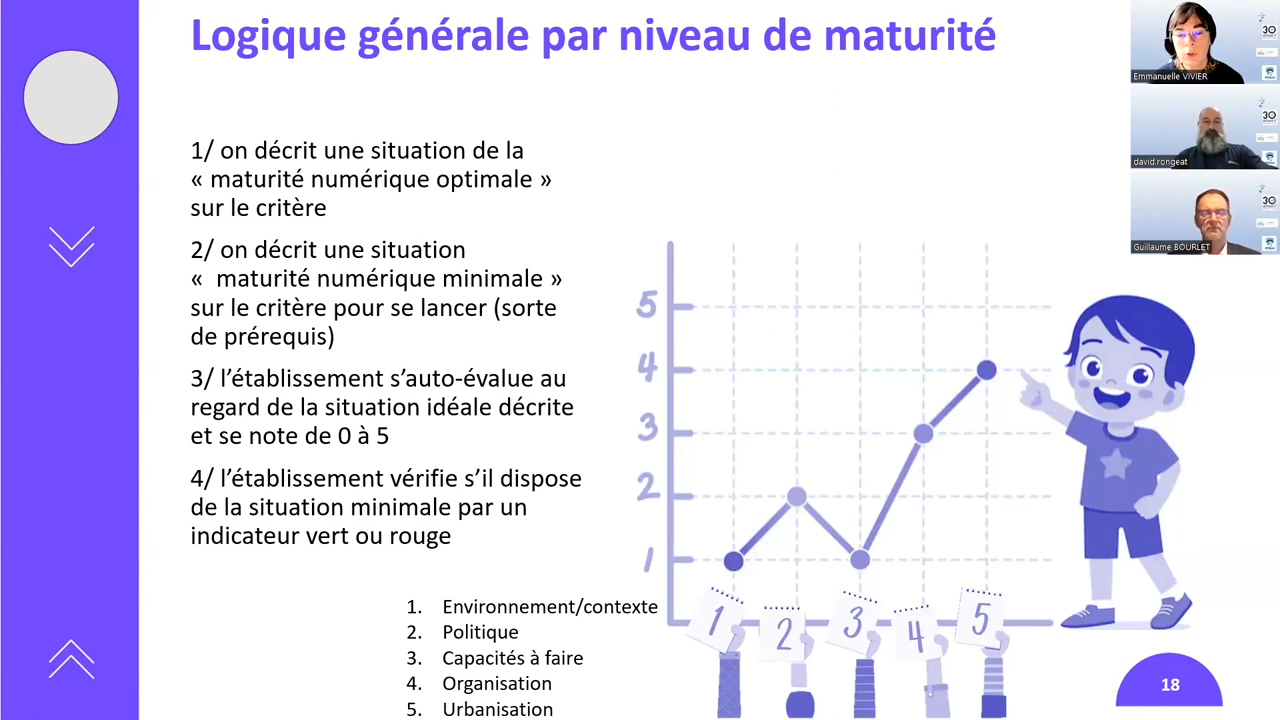 Logique générale par niveau de maturité
1/ on décrit une situation de la
« maturité numérique optimale »
sur le critère
2/ on décrit une situation
«  maturité numérique minimale »
sur le critère pour se lancer (sorte
de prérequis)
3/ l’établissement s’auto-évalue au
regard de la situation idéale décrite
et se note de 0 à 5
4/ l’établissement vérifie s’il dispose
de la situation minimale par un
indicateur vert ou rouge
1. Environnement/contexte
2. Politique
3. Capacités à faire
4. Organisation
5. Urbanisation
5
4
3
2
1
1 2 3 4 5
18
Emmanuelle VIVIER
30
david.rongeat
30
Guillaume BOURLET
30